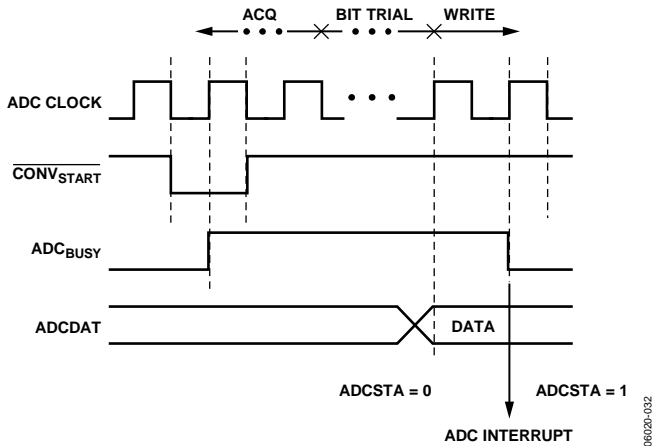 ACQ BIT TRIAL WRITE
ADC CLOCK
CONVSTART
ADCBUSY
ADCDAT DATA
ADCSTA = 0 ADCSTA = 1
ADC INTERRUPT
06020-032